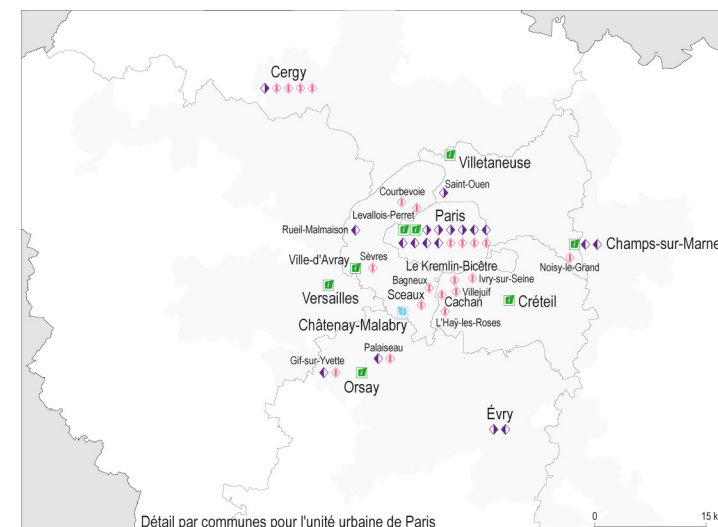 Cergy
Villetaneuse
Saint-Ouen
Courbevoie
Levallois-Perret
Paris
Rueil-Malmaison
Champs-sur-Marne
Ville-d'Avray
Sèvres
Le Kremlin-Bicêtre
Noisy-le-Grand
Bagneux
Ivry-sur-Seine
Versailles
Sceaux
Villejuif
Cachan
Créteil
Châtenay-Malabry
L'Haÿ-les-Roses
Palaiseau
Gif-sur-Yvette
Orsay
Évry
Détail par communes pour l'unité urbaine de Paris
0
15 k